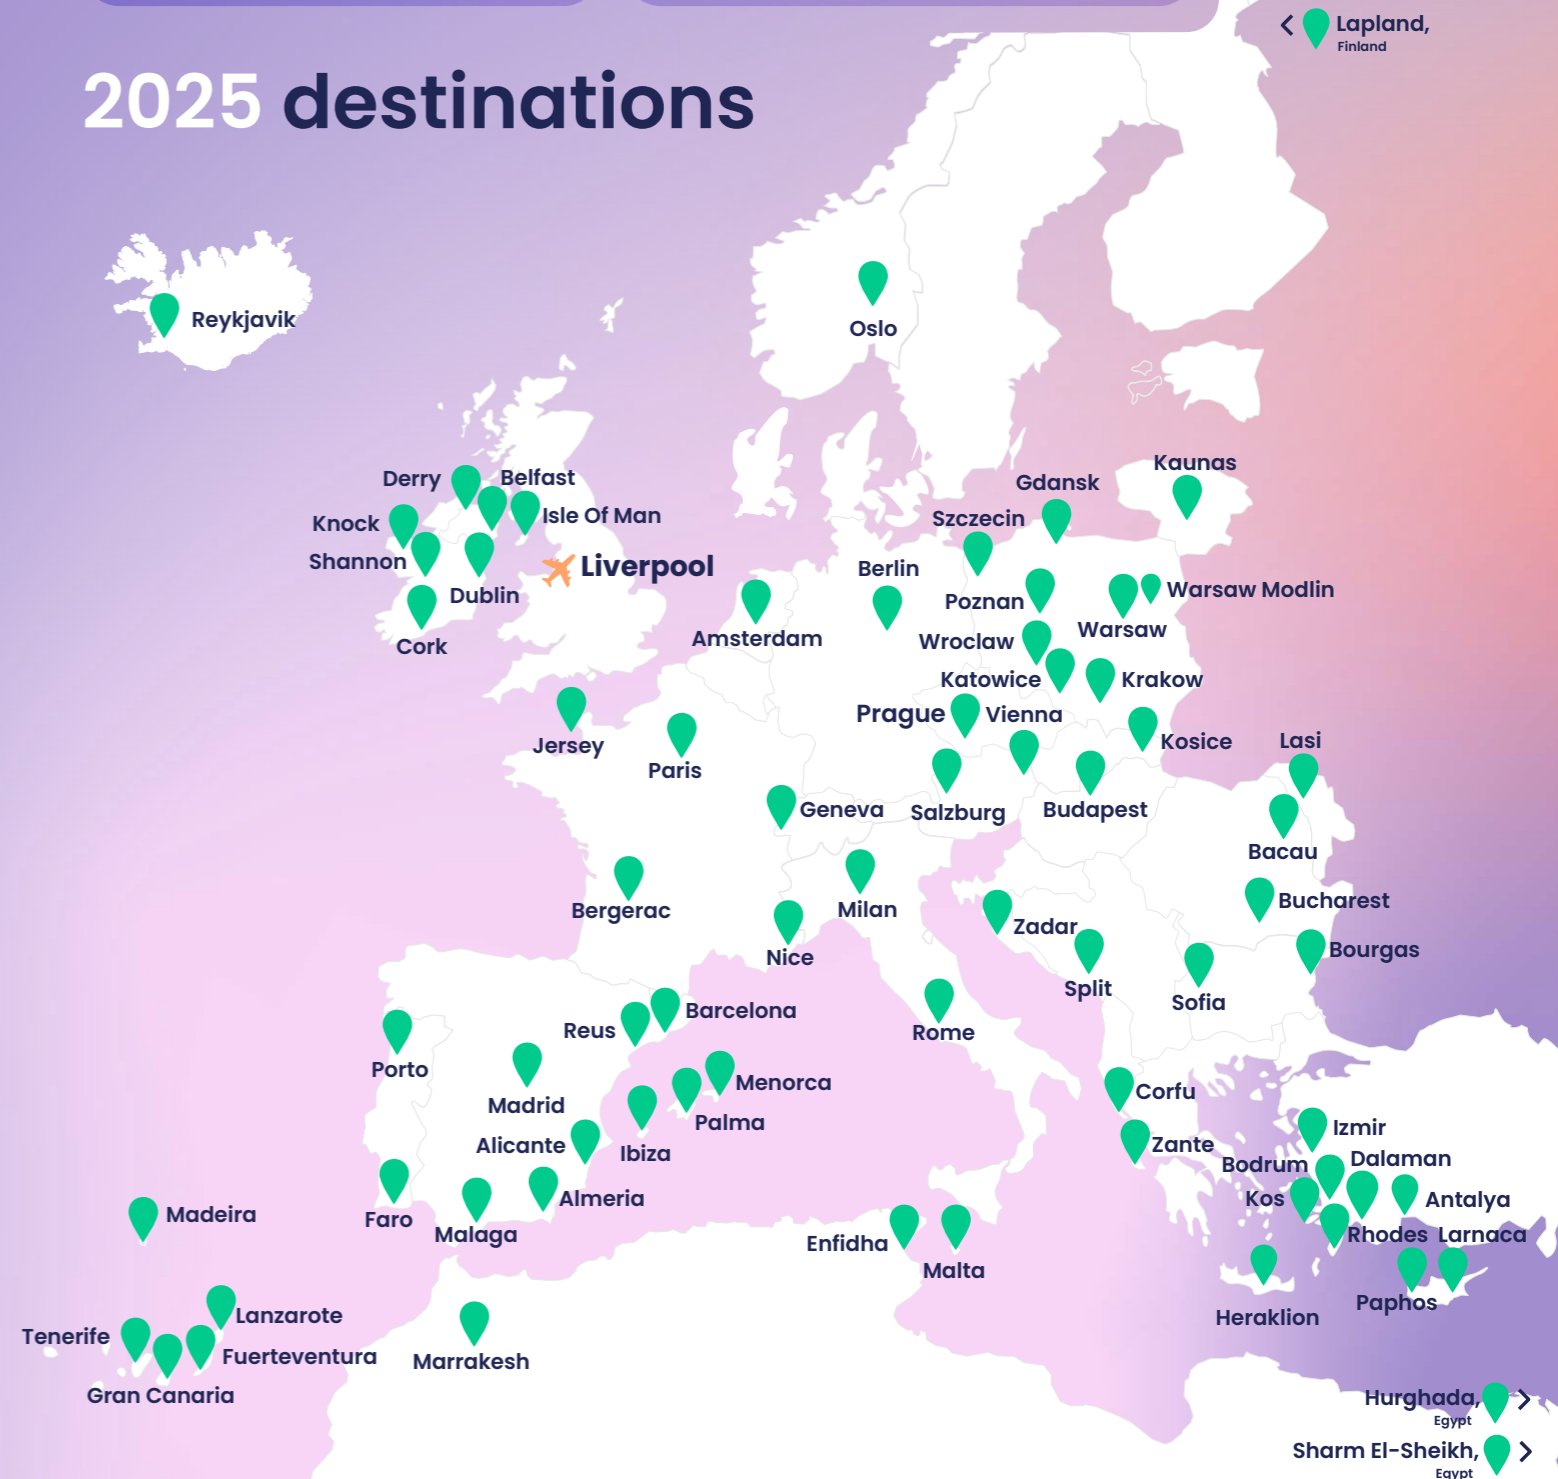 Lapland,
Finland
2025 destinations
Reykjavik
Oslo
Derry
Belfast
Knock
Isle Of Man
Shannon
Dublin
Cork
Liverpool
Kaunas
Gdansk
Szczecin
Berlin
Poznan
Warsaw Modlin
Warsaw
Amsterdam
Wroclaw
Katowice
Krakow
Prague
Vienna
Kosice
Lasi
Jersey
Paris
Geneva
Salzburg
Budapest
Bacau
Bergerac
Milan
Bucharest
Zadar
Nice
Bourgas
Split
Sofia
Barcelona
Reus
Rome
Porto
Madrid
Menorca
Palma
Corfu
Alicante
Ibiza
Zante
Izmir
Bodrum
Dalaman
Kos
Antalya
Almeria
Madeira
Faro
Malaga
Enfidha
Malta
Rhodes
Larnaca
Paphos
Heraklion
Lanzarote
Tenerife
Fuerteventura
Gran Canaria
Marrakesh
Hurghada,
Egypt
Sharm El-Sheikh,
Egypt